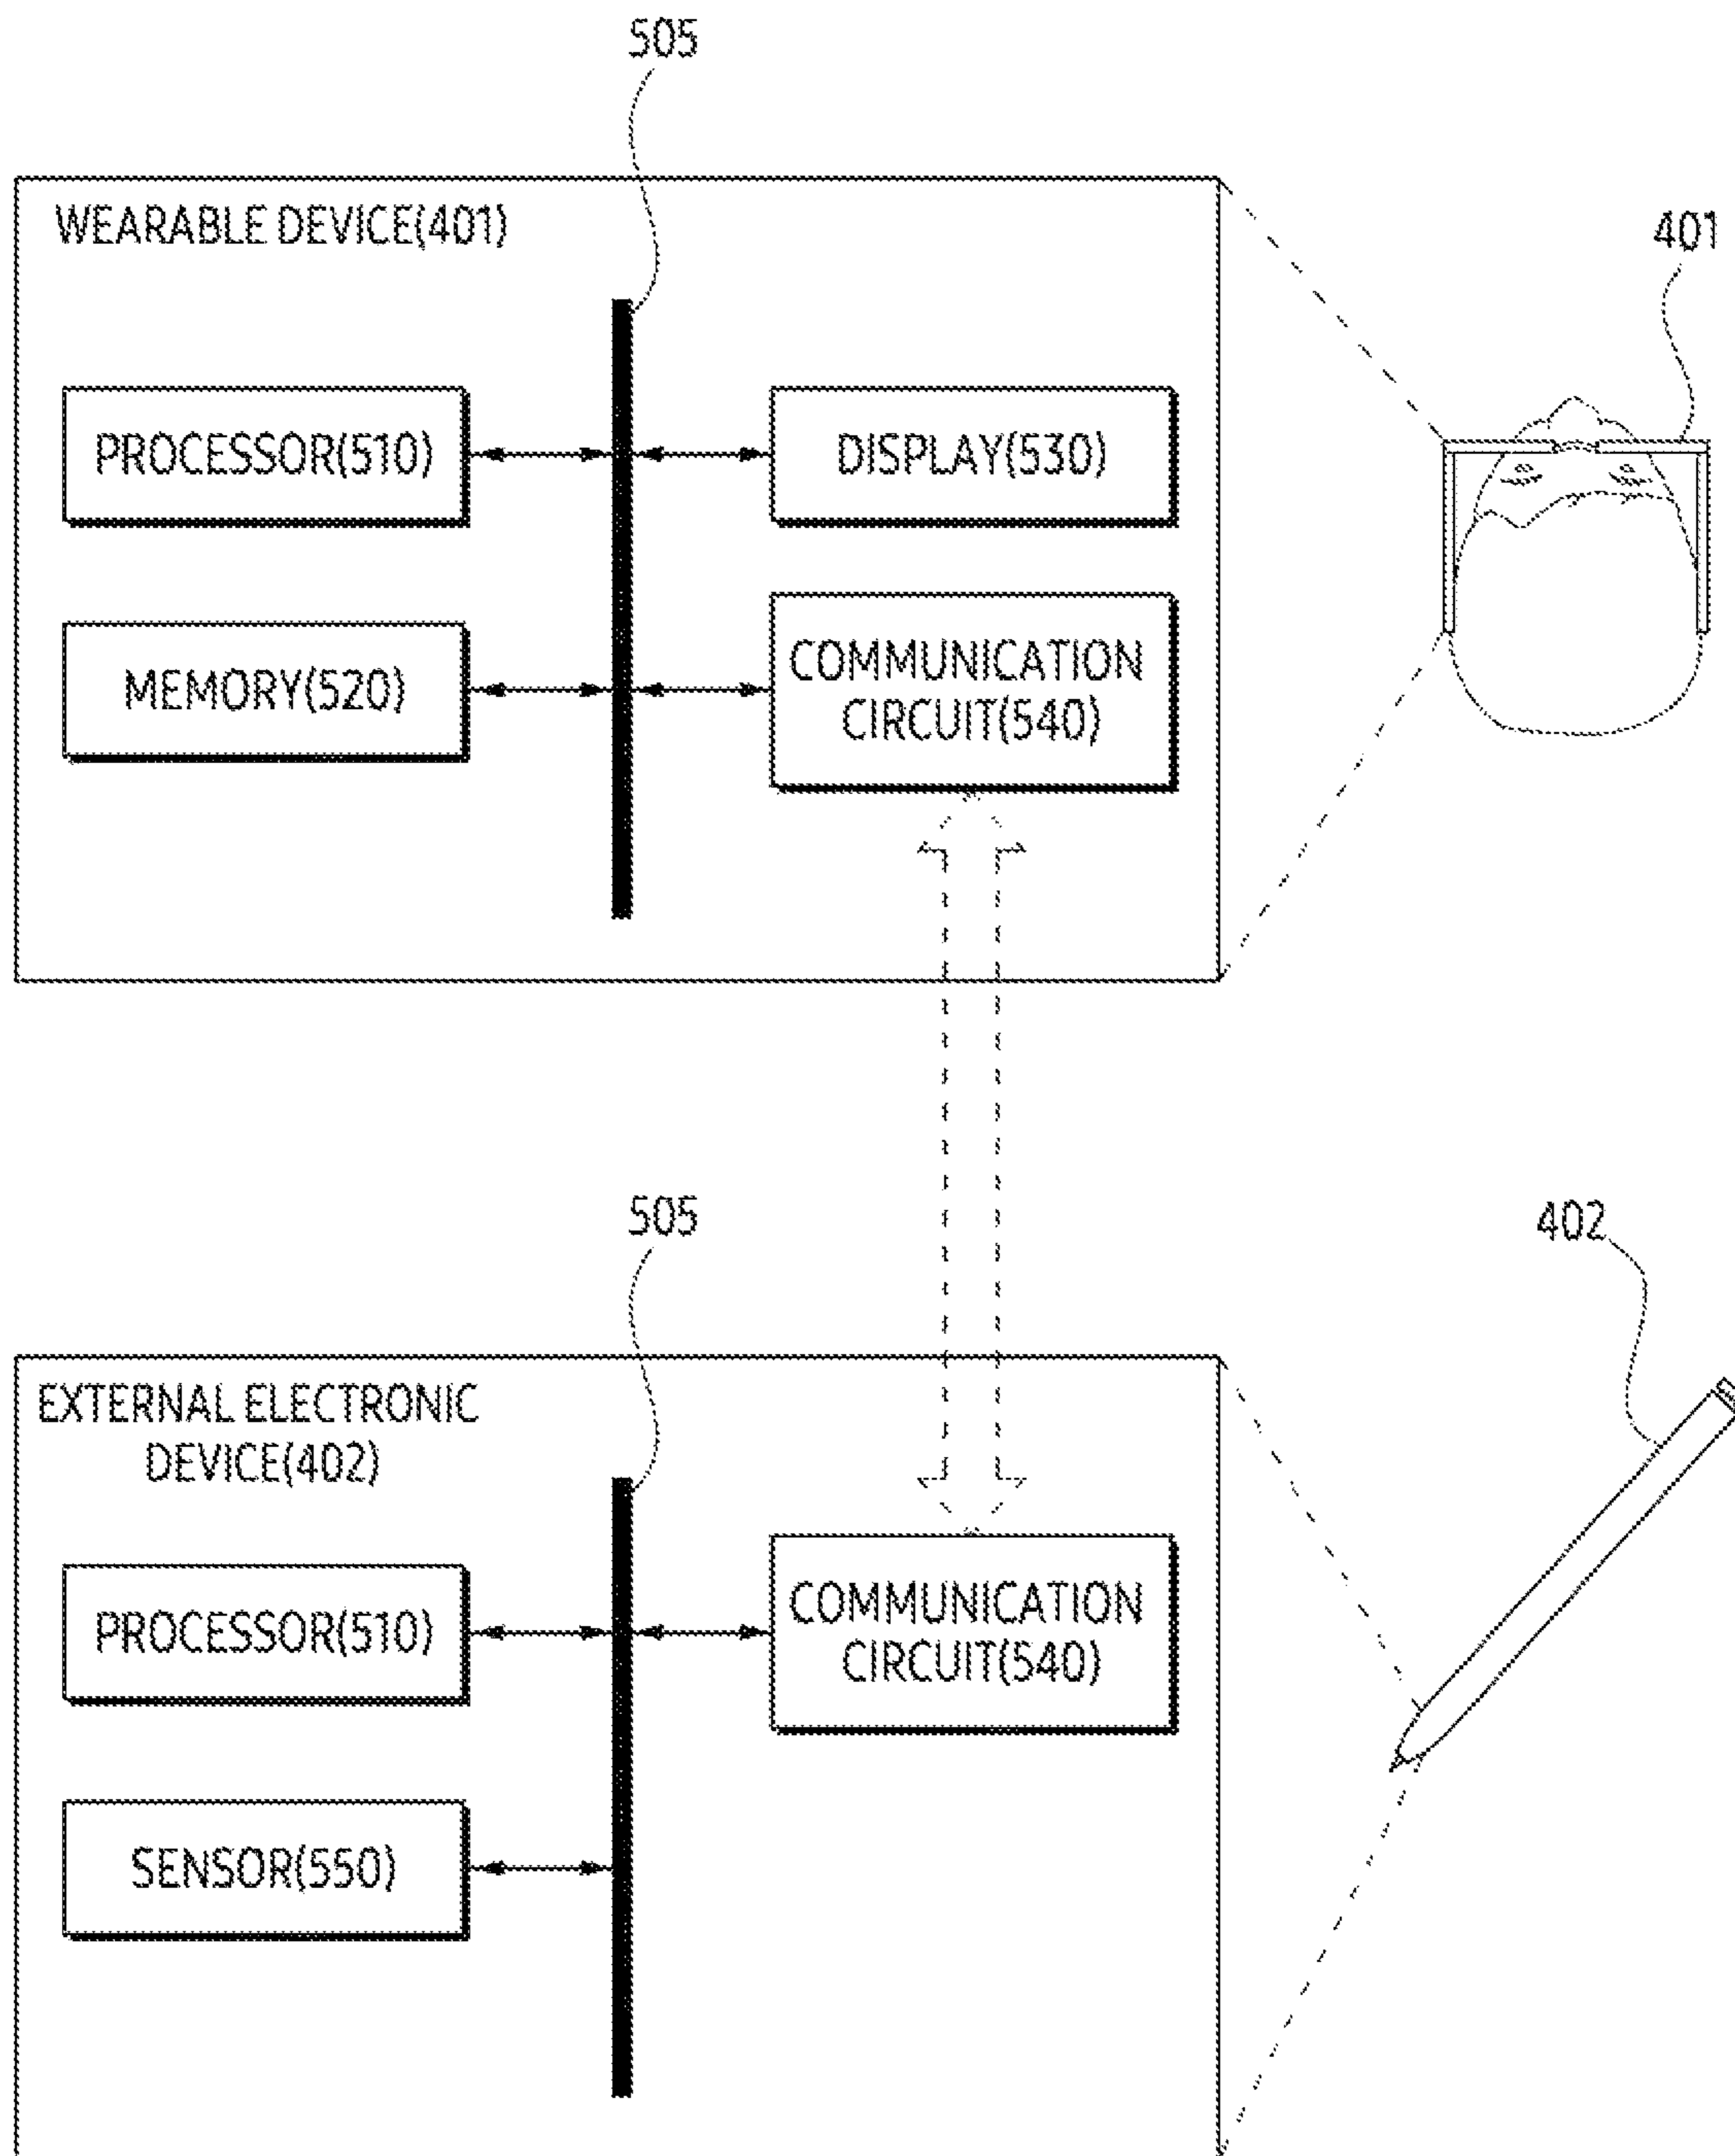 505
WEARABLE DEVICE(401)
401
PROCESSOR(510)
DISPLAY(530)
MEMORY(520)
COMMUNICATION
CIRCUIT(540)
505
402
EXTERNAL ELECTRONIC
DEVICE(402)
PROCESSOR(510)
COMMUNICATION
CIRCUIT(540)
SENSOR(550)